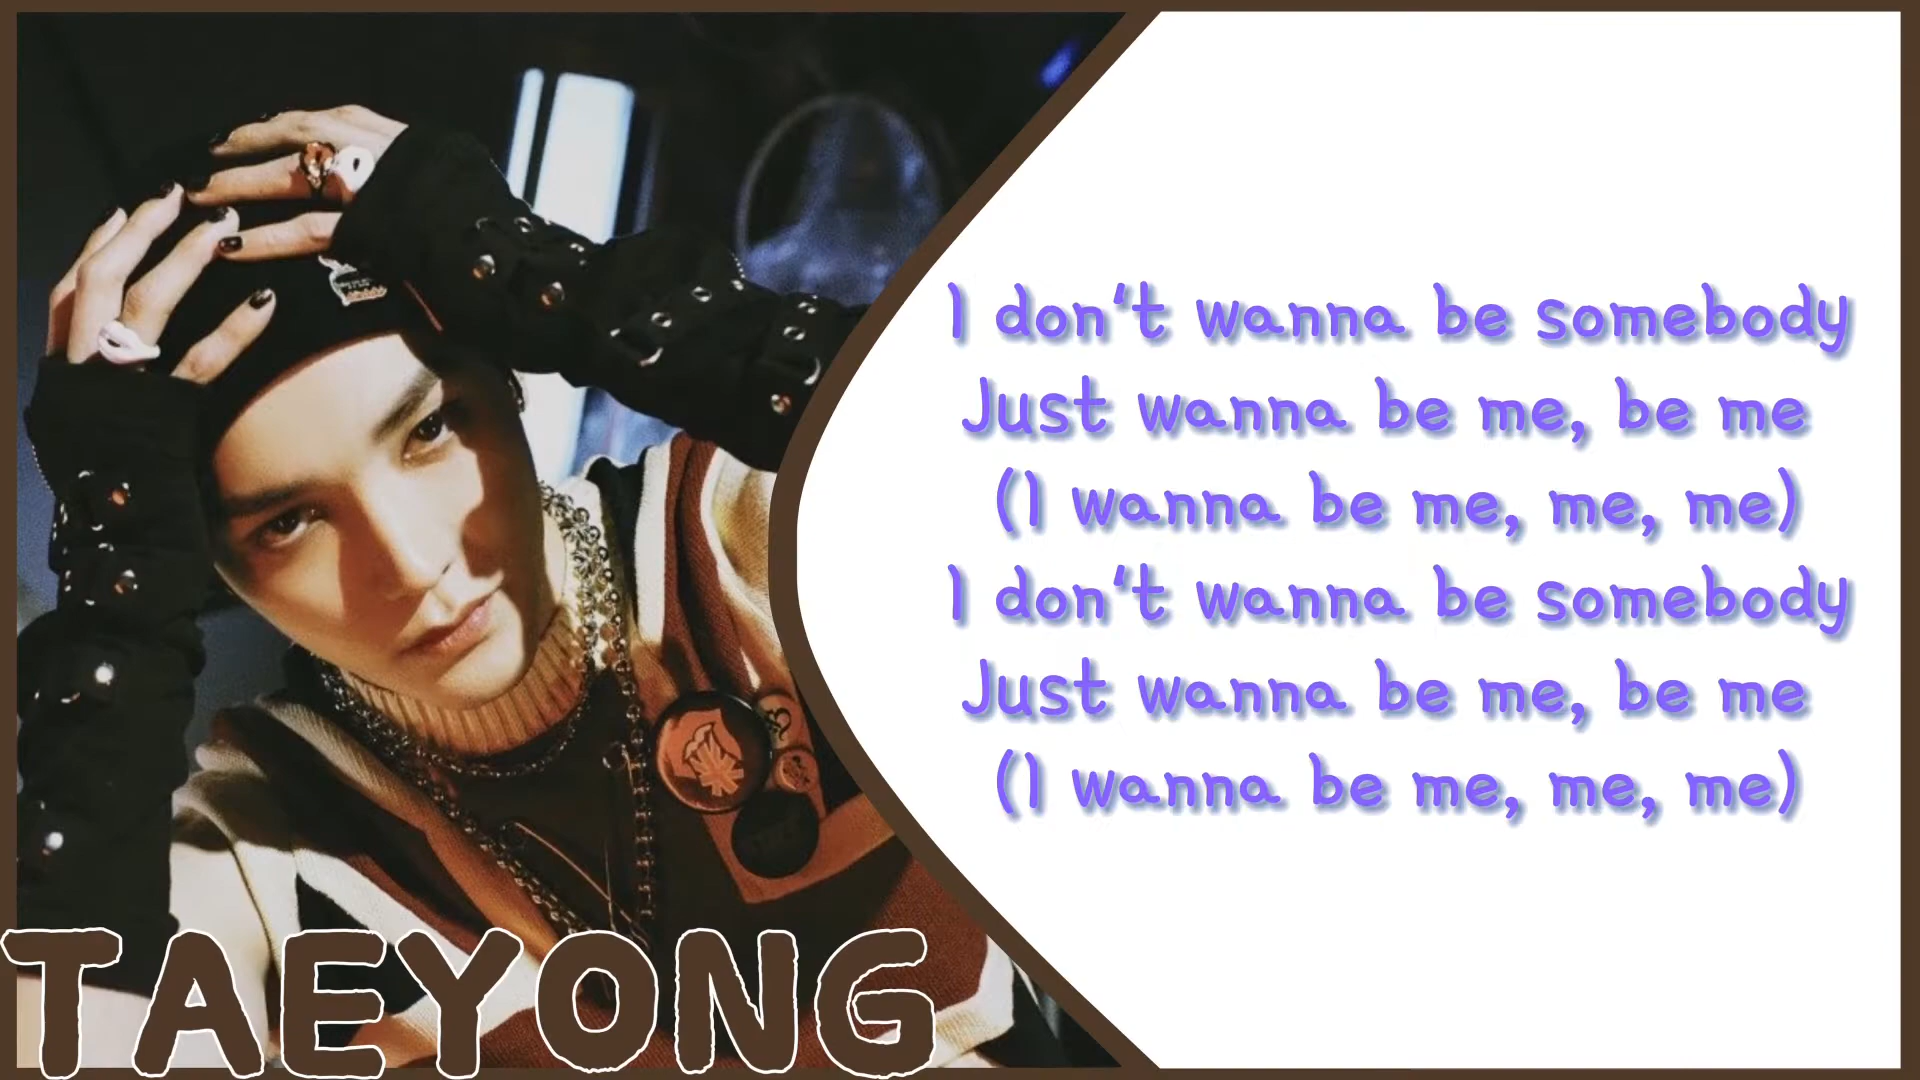 I don't wanna be somebody
Just wanna be me, be me
(I wanna be me, me, me)
I don't wanna be somebody
Just wanna be me, be me
(I wanna be me, me, me)
TAEYONG